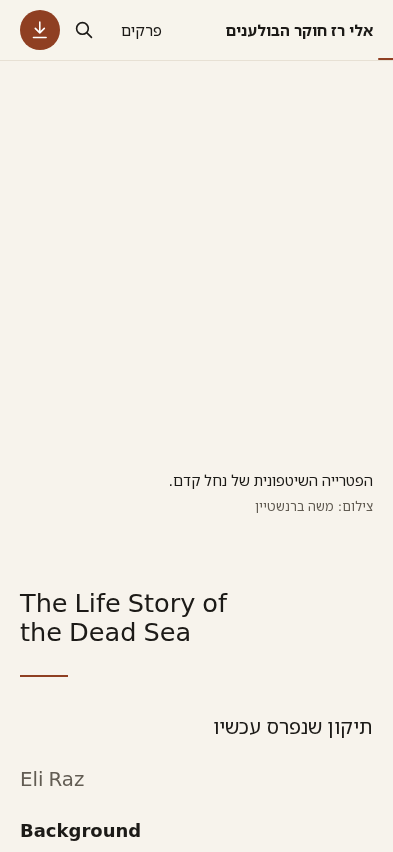 אלי רז חוקר הבולענים
פרקים
הפטרייה השיטפונית של נחל קדם.
צילום: משה ברנשטיין
The Life Story of
the Dead Sea
תיקון שנפרס עכשיו
Eli Raz
Background